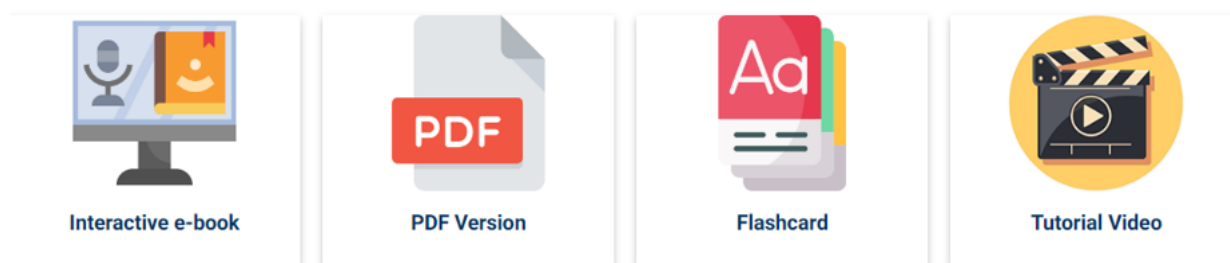 PDF
Aa
Interactive e-book
PDF Version
Flashcard
Tutorial Video